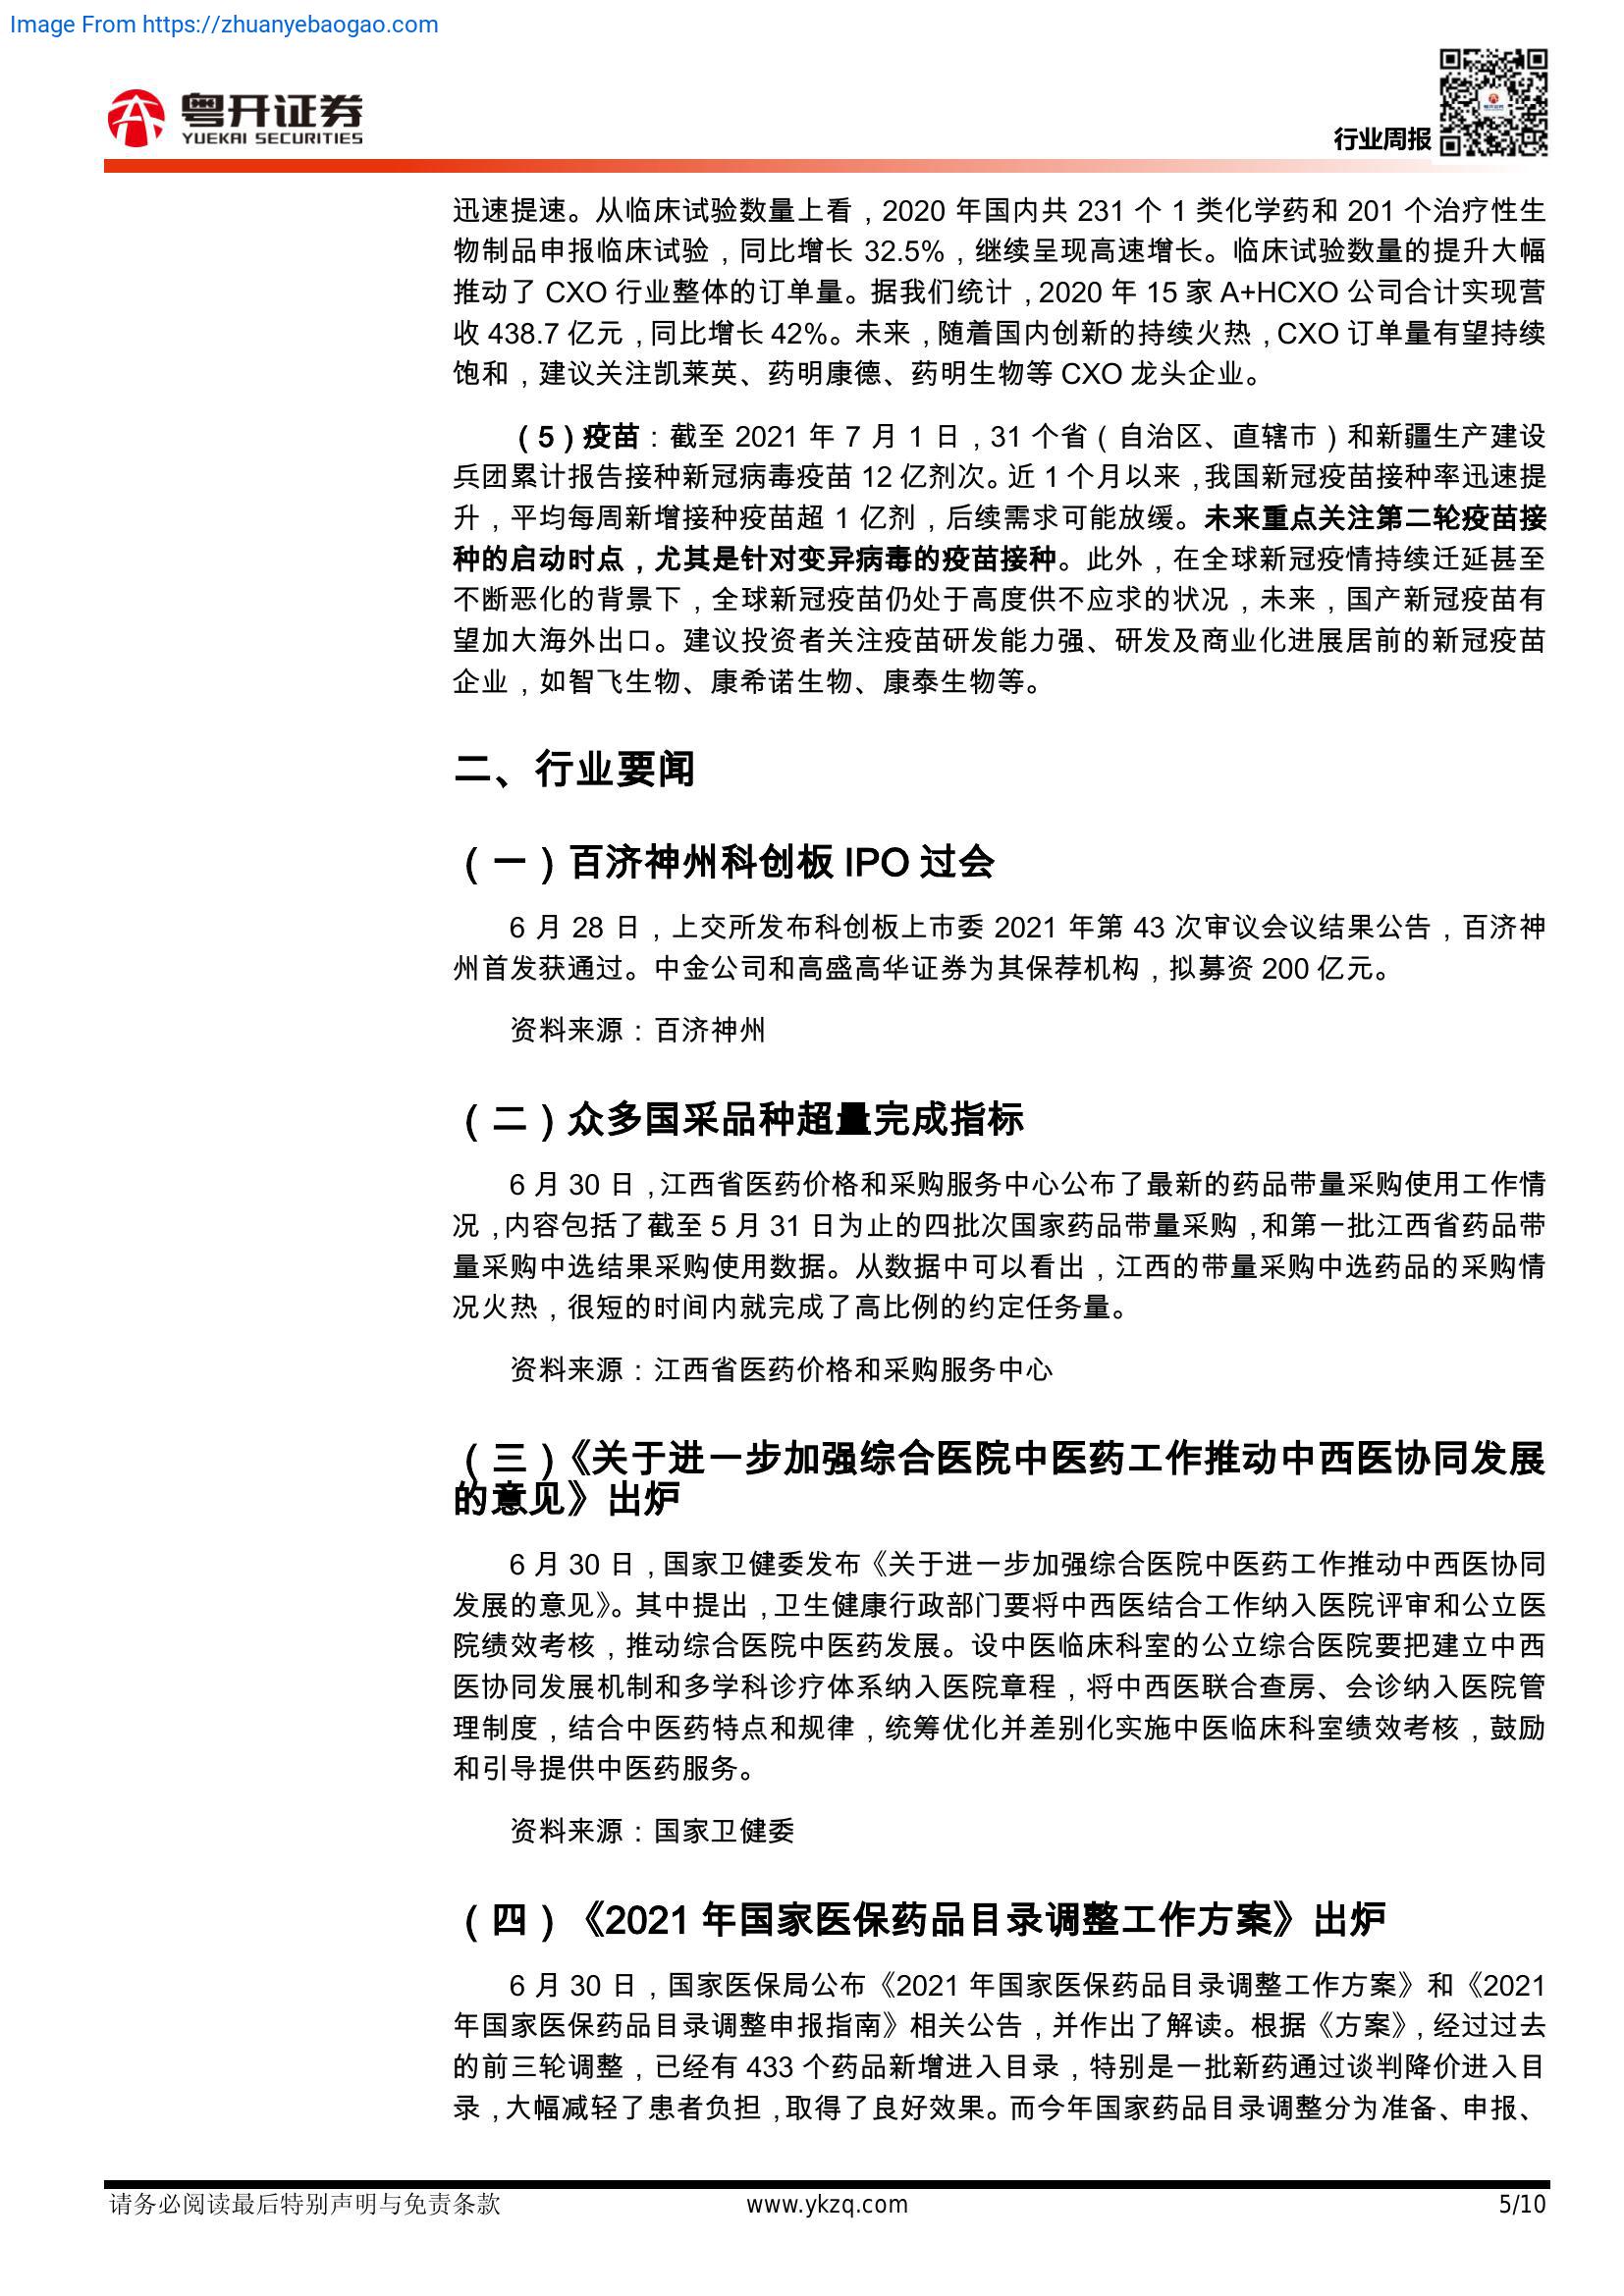 Image From https://zhuanyebaogao.com
粤开证券
YUEKAI SECURITIES
行业周报
迅速提速。从临床试验数量上看，2020 年国内共 231 个 1 类化学药和 201 个治疗性生
物制品申报临床试验，同比增长 32.5%，继续呈现高速增长。临床试验数量的提升大幅
推动了 CXO 行业整体的订单量。据我们统计，2020 年 15 家 A+HCXO 公司合计实现营
收 438.7 亿元，同比增长 42%。未来，随着国内创新的持续火热，CXO 订单量有望持续
饱和，建议关注凯莱英、药明康德、药明生物等 CXO 龙头企业。
（5）疫苗：截至 2021 年 7 月 1 日，31 个省（自治区、直辖市）和新疆生产建设
兵团累计报告接种新冠病毒疫苗 12 亿剂次。近 1 个月以来，我国新冠疫苗接种率迅速提
升，平均每周新增接种疫苗超 1 亿剂，后续需求可能放缓。未来重点关注第二轮疫苗接
种的启动时点，尤其是针对变异病毒的疫苗接种。此外，在全球新冠疫情持续迁延甚至
不断恶化的背景下，全球新冠疫苗仍处于高度供不应求的状况，未来，国产新冠疫苗有
望加大海外出口。建议投资者关注疫苗研发能力强、研发及商业化进展居前的新冠疫苗
企业，如智飞生物、康希诺生物、康泰生物等。
二、行业要闻
（一）百济神州科创板 IPO 过会
6 月 28 日，上交所发布科创板上市委 2021 年第 43 次审议会议结果公告，百济神
州首发获通过。中金公司和高盛高华证券为其保荐机构，拟募资 200 亿元。
资料来源：百济神州
（二）众多国采品种超量完成指标
6 月 30 日，江西省医药价格和采购服务中心公布了最新的药品带量采购使用工作情
况，内容包括了截至 5 月 31 日为止的四批次国家药品带量采购，和第一批江西省药品带
量采购中选结果采购使用数据。从数据中可以看出，江西的带量采购中选药品的采购情
况火热，很短的时间内就完成了高比例的约定任务量。
资料来源：江西省医药价格和采购服务中心
（三）《关于进一步加强综合医院中医药工作推动中西医协同发展
的意见》出炉
6 月 30 日，国家卫健委发布《关于进一步加强综合医院中医药工作推动中西医协同
发展的意见》。其中提出，卫生健康行政部门要将中西医结合工作纳入医院评审和公立医
院绩效考核，推动综合医院中医药发展。设中医临床科室的公立综合医院要把建立中西
医协同发展机制和多学科诊疗体系纳入医院章程，将中西医联合查房、会诊纳入医院管
理制度，结合中医药特点和规律，统筹优化并差别化实施中医临床科室绩效考核，鼓励
和引导提供中医药服务。
资料来源：国家卫健委
（四）《2021 年国家医保药品目录调整工作方案》出炉
6 月 30 日，国家医保局公布《2021 年国家医保药品目录调整工作方案》和《2021
年国家医保药品目录调整申报指南》相关公告，并作出了解读。根据《方案》，经过过去
的前三轮调整，已经有 433 个药品新增进入目录，特别是一批新药通过谈判降价进入目
录，大幅减轻了患者负担，取得了良好效果。而今年国家药品目录调整分为准备、申报、
请务必阅读最后特别声明与免责条款
www.ykzq.com
5/10